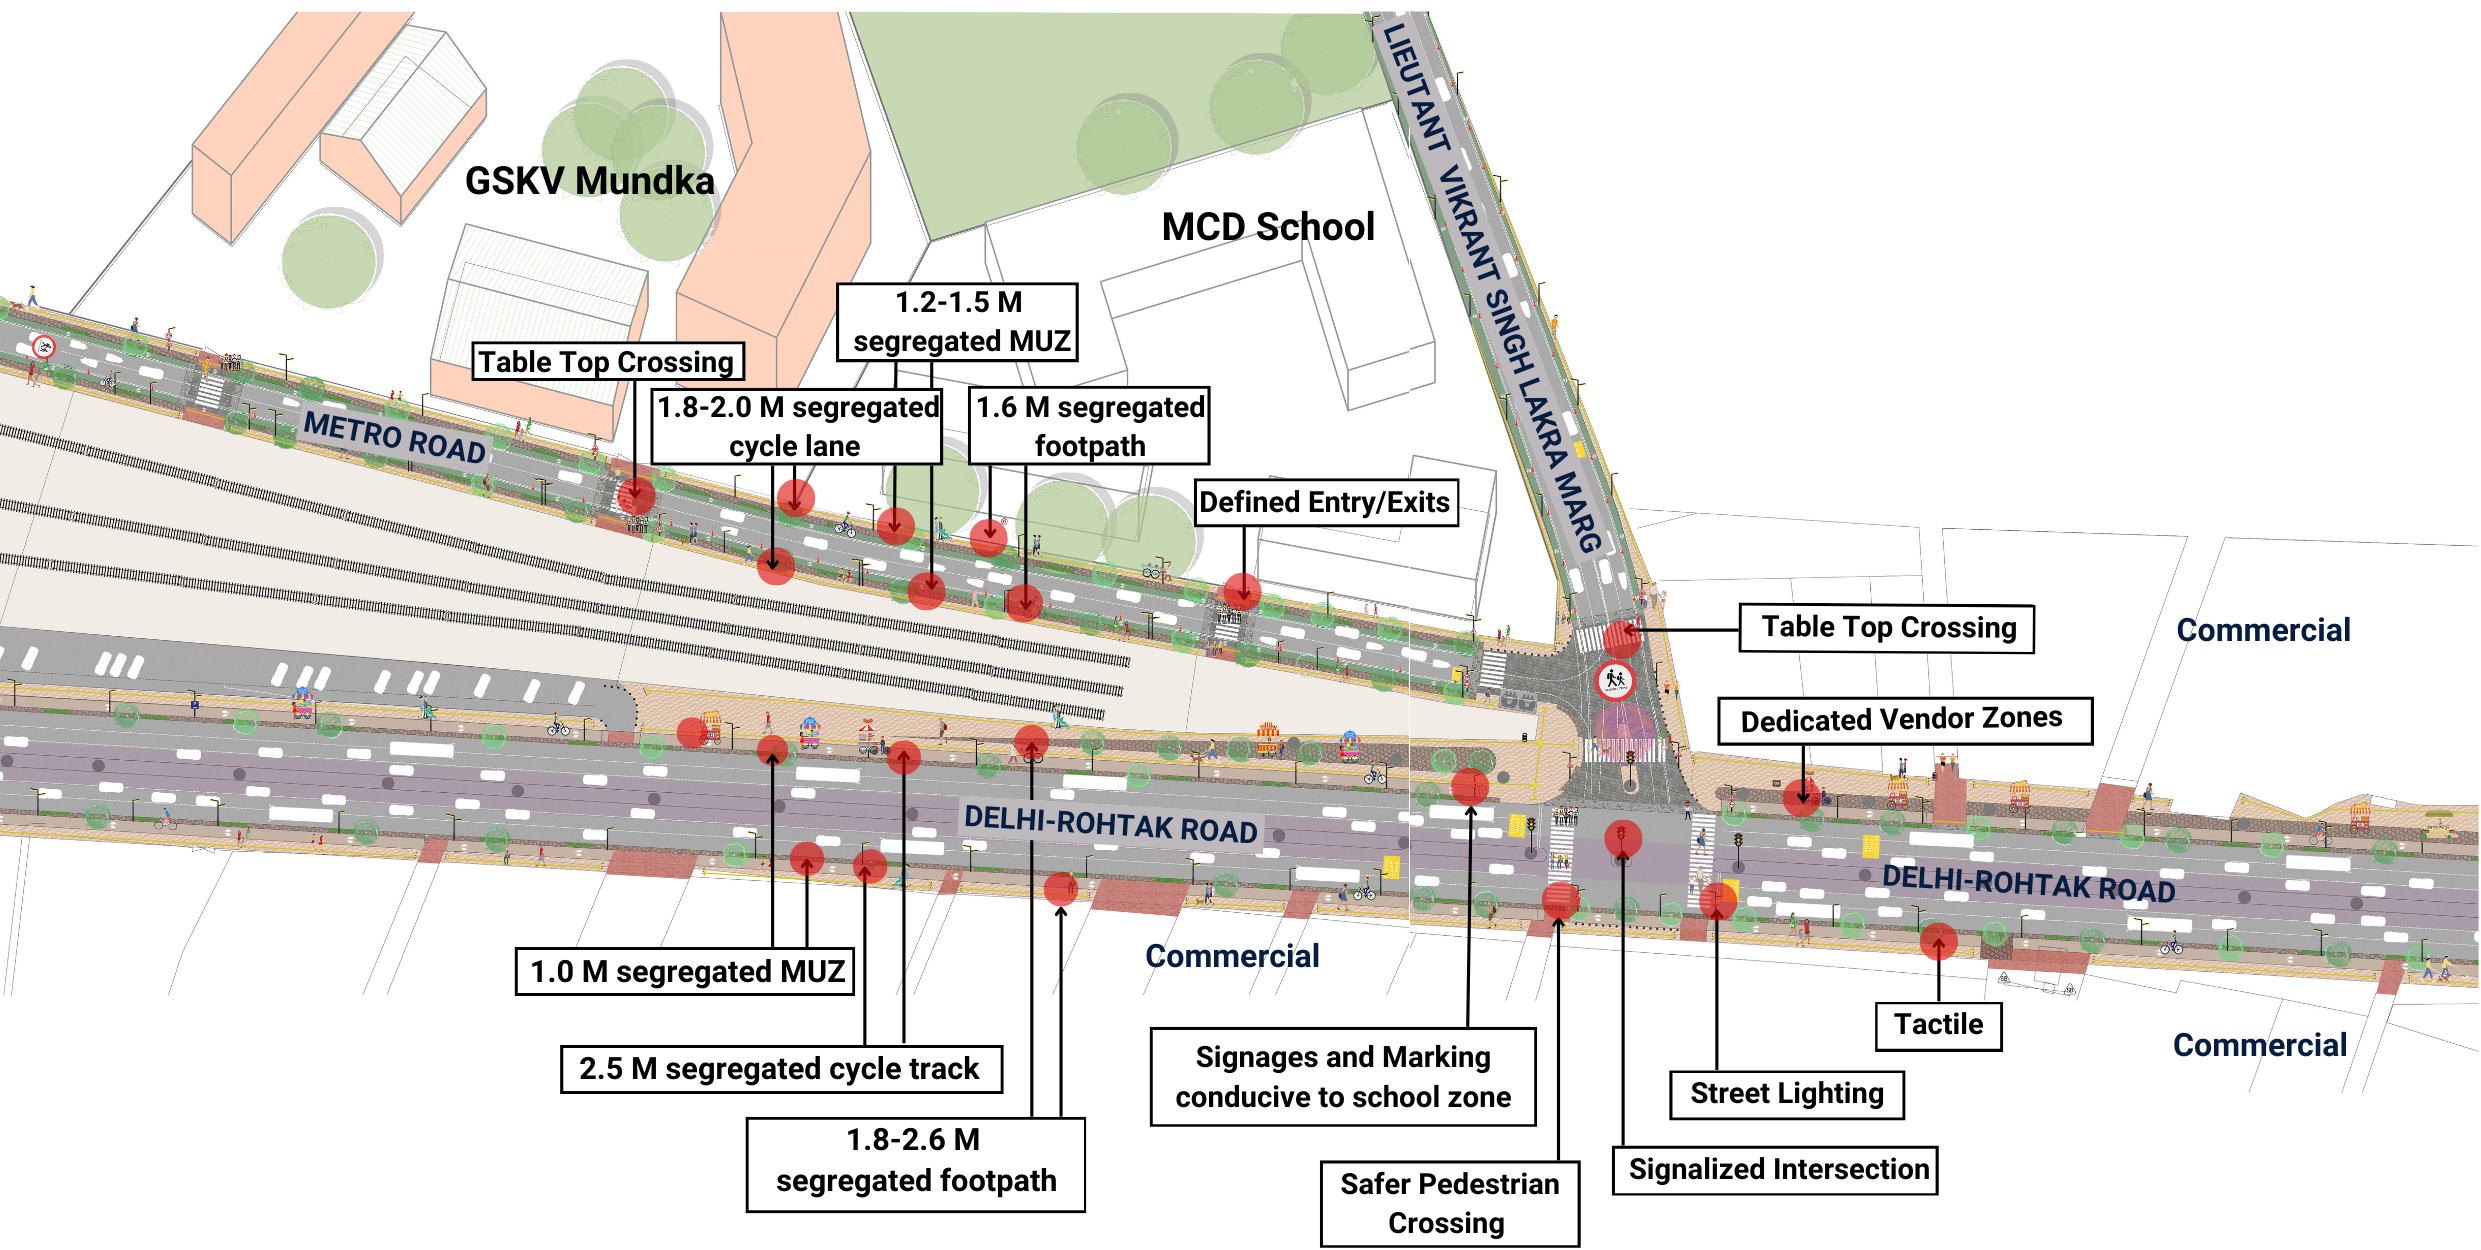 LIEUTANT VIKRANT SINGH LAKRA MARG
GSKV Mundka
MCD School
1.2-1.5 M
segregated MUZ
Table Top Crossing
1.8-2.0 M segregated
cycle lane
1.6 M segregated
footpath
METRO ROAD
Defined Entry/Exits
Table Top Crossing
Commercial
Dedicated Vendor Zones
DELHI-ROHTAK ROAD
DELHI-ROHTAK ROAD
Commercial
1.0 M segregated MUZ
Tactile
Commercial
2.5 M segregated cycle track
Signages and Marking
conducive to school zone
Street Lighting
1.8-2.6 M
segregated footpath
Signalized Intersection
Safer Pedestrian
Crossing